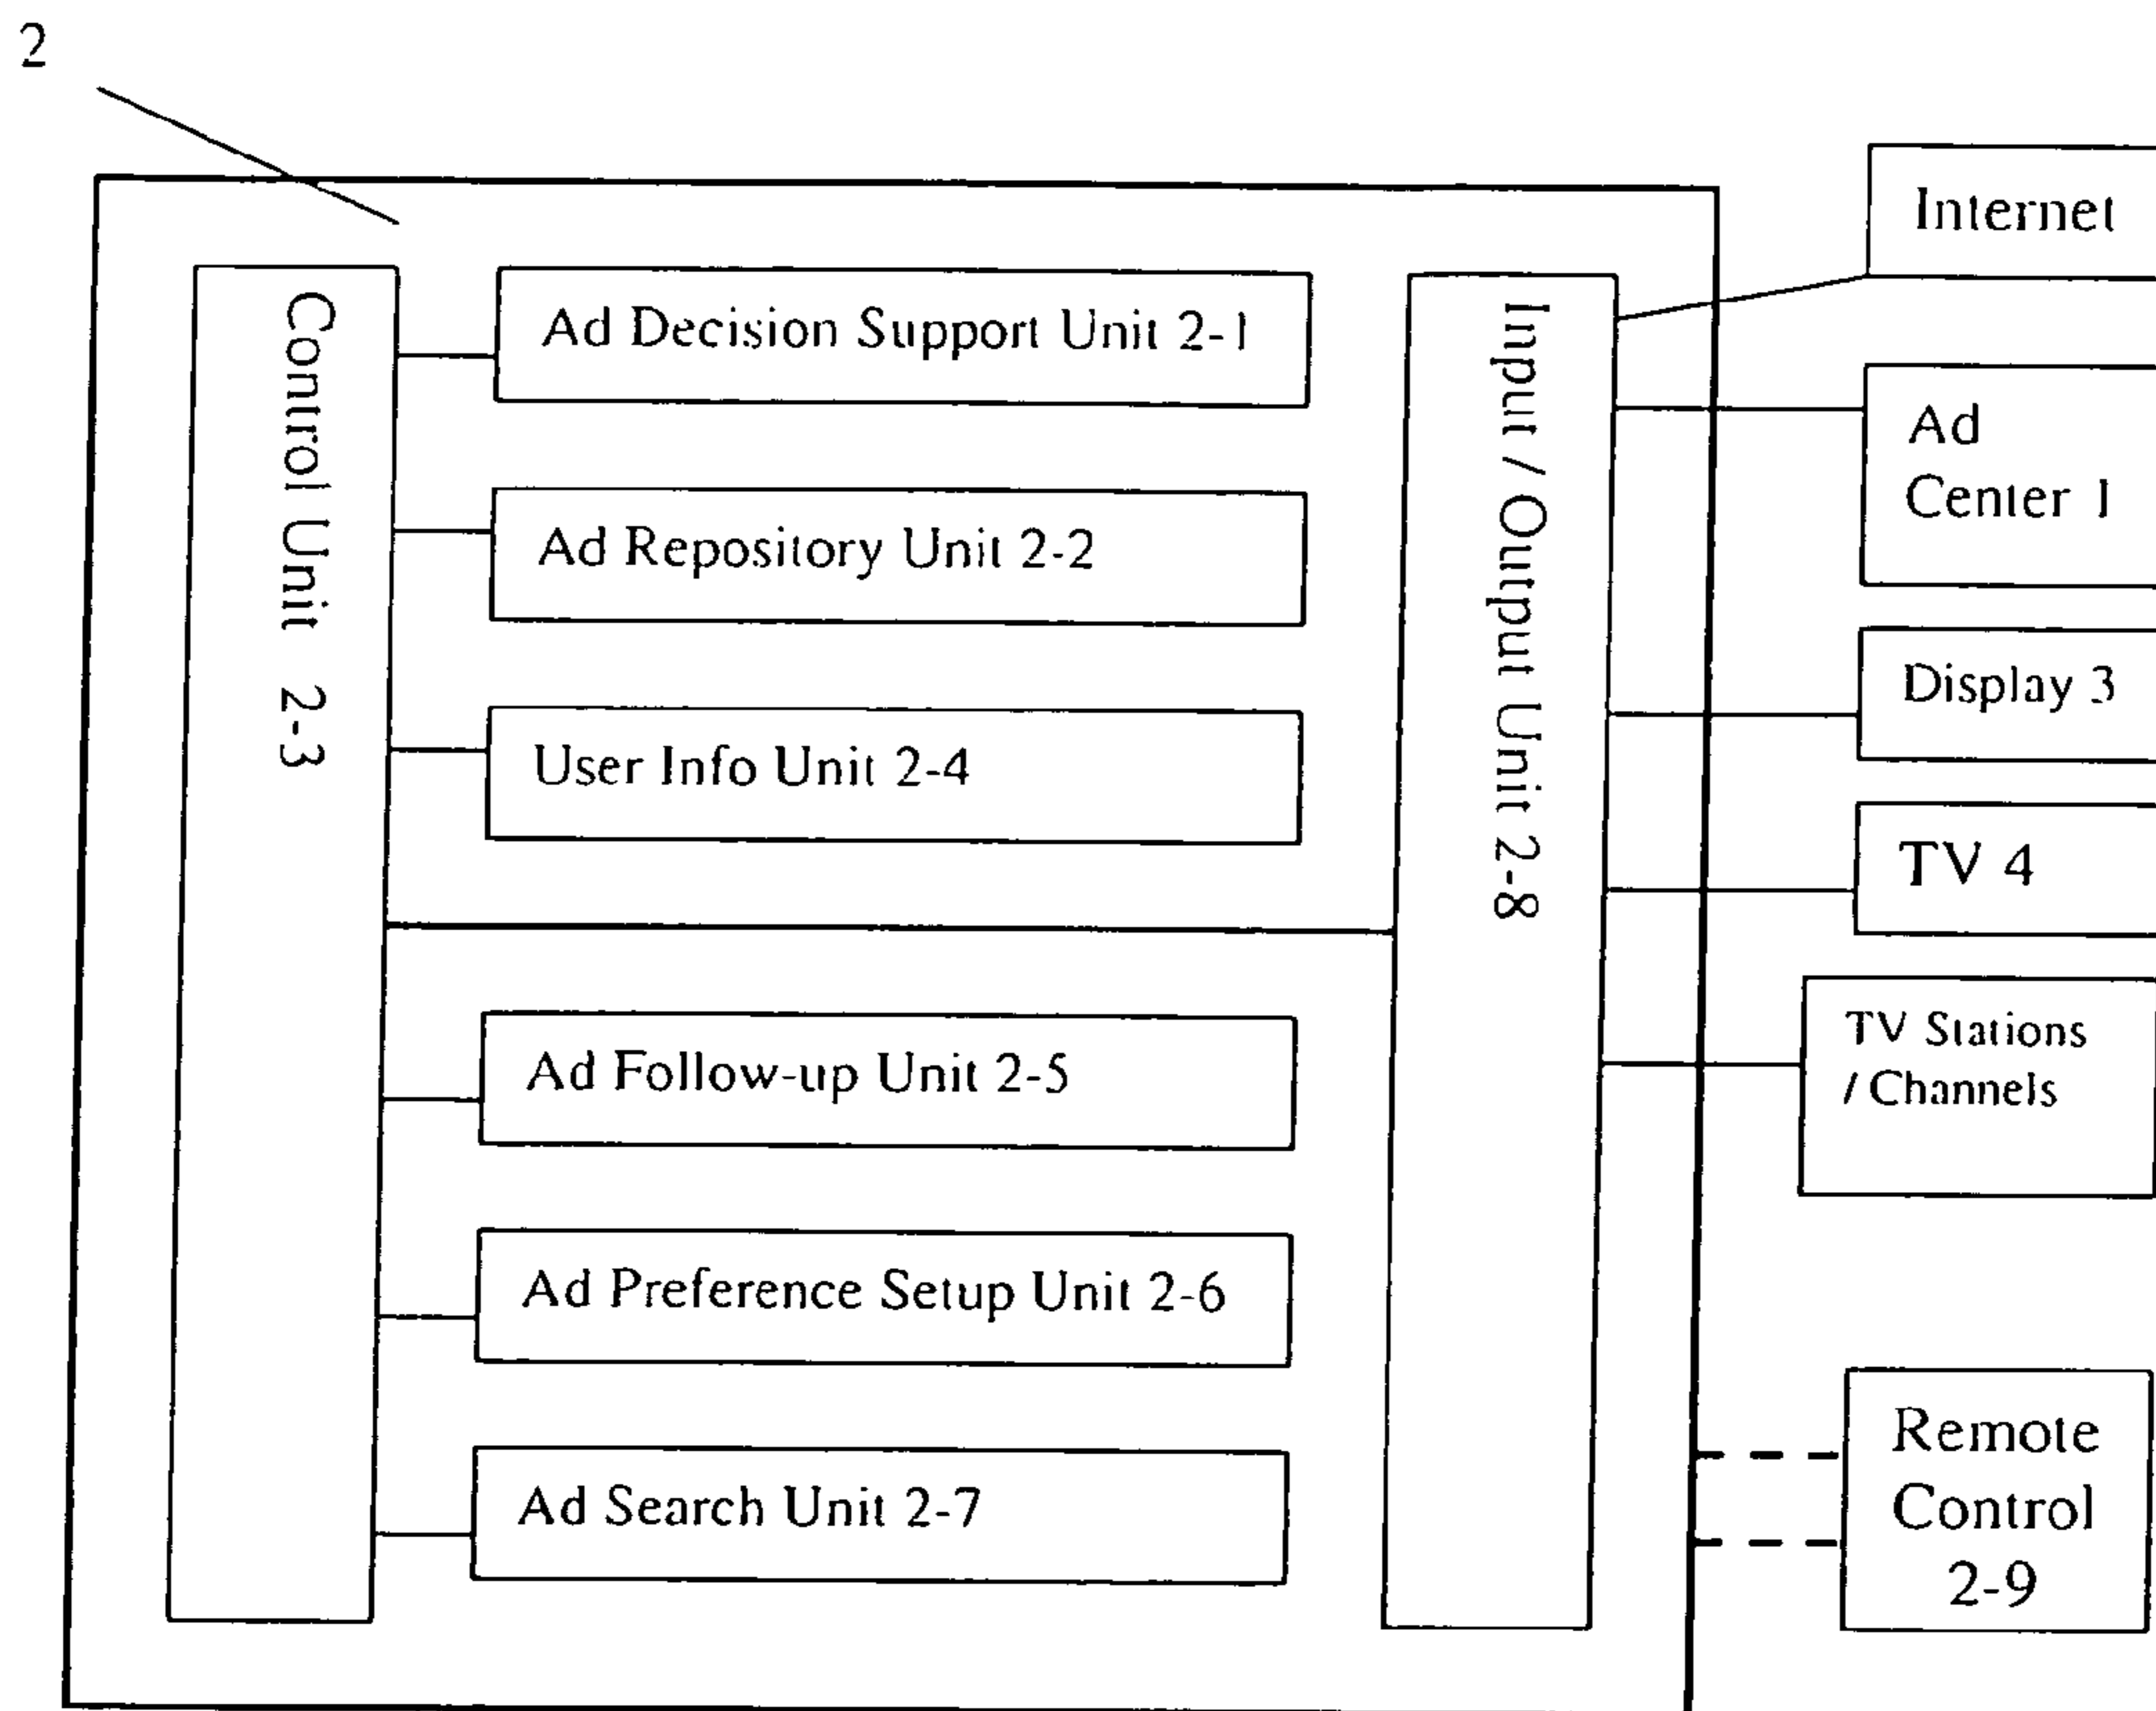 2
Control Unit 2-3
Ad Decision Support Unit 2-1
Ad Repository Unit 2-2
User Info Unit 2-4
Ad Follow-up Unit 2-5
Ad Preference Setup Unit 2-6
Ad Search Unit 2-7
Input / Output Unit 2-8
Internet
Ad
Center 1
Display 3
TV 4
TV Stations
/ Channels
Remote
Control
2-9